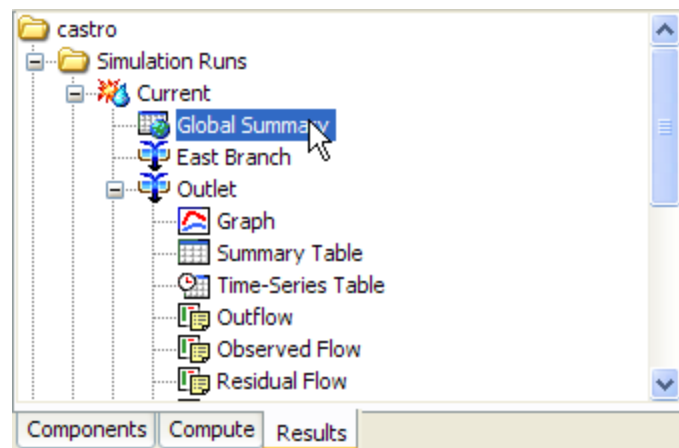 castro
Simulation Runs
Current
Global Summary
East Branch
Outlet
Graph
Summary Table
Time-Series Table
Outflow
Observed Flow
Residual Flow
Components Compute Results